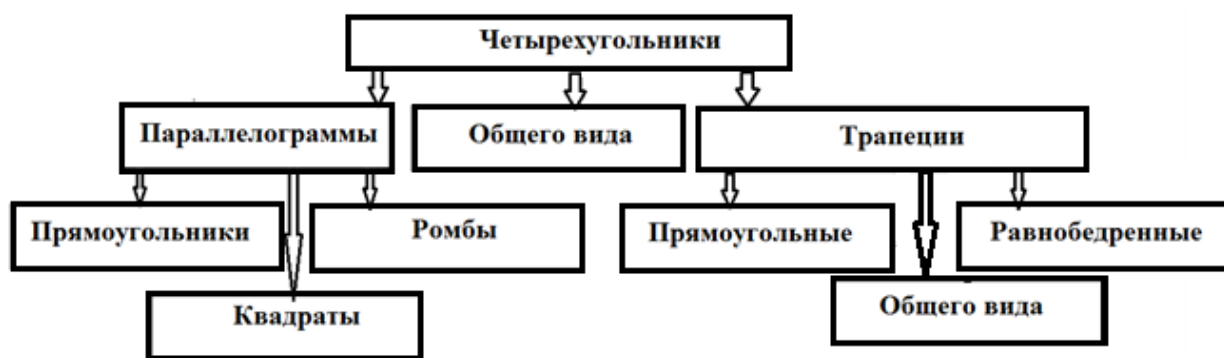 Четырехугольники
Параллелограммы
Общего вида
Трапеции
Прямоугольники
Ромбы
Прямоугольные
Равнобедренные
Квадраты
Общего вида